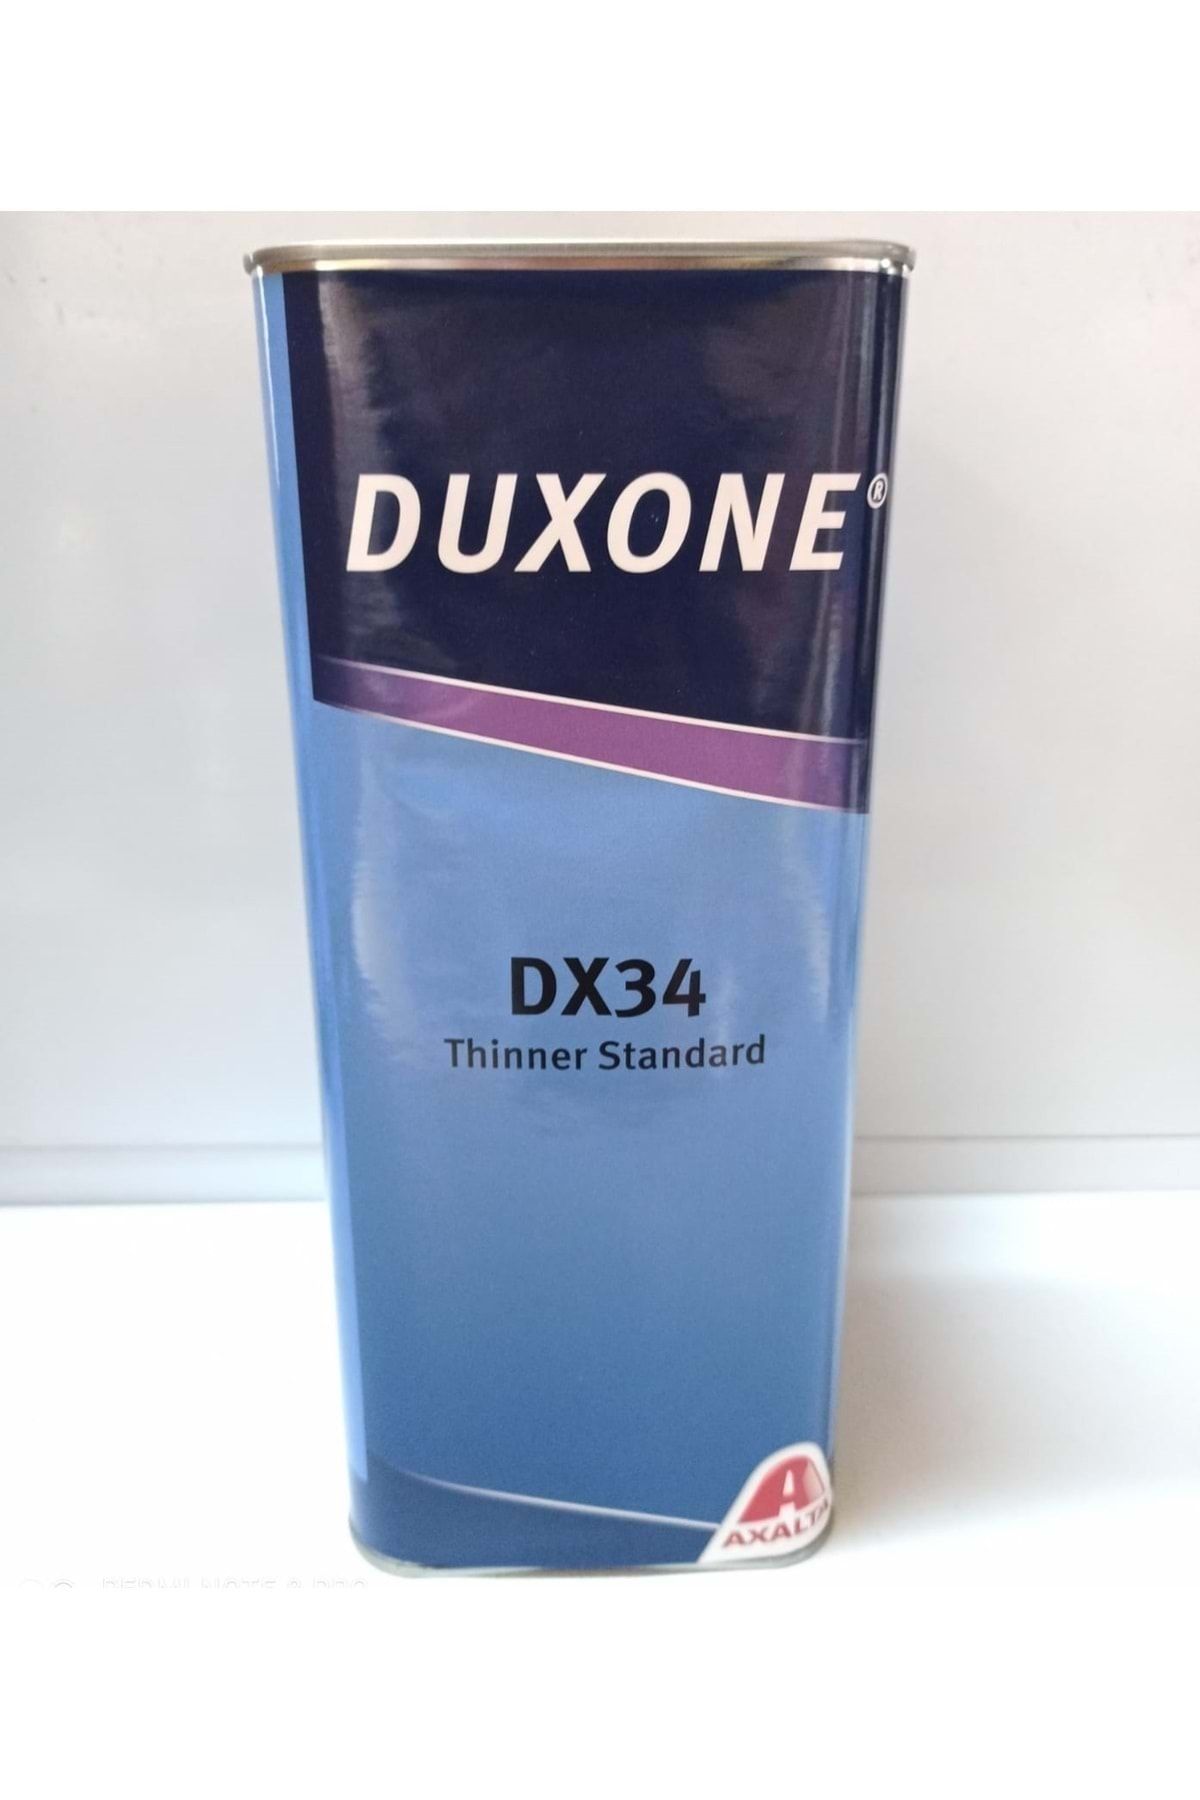 DUXONE®
DX34
Thinner Standard
AXALTA